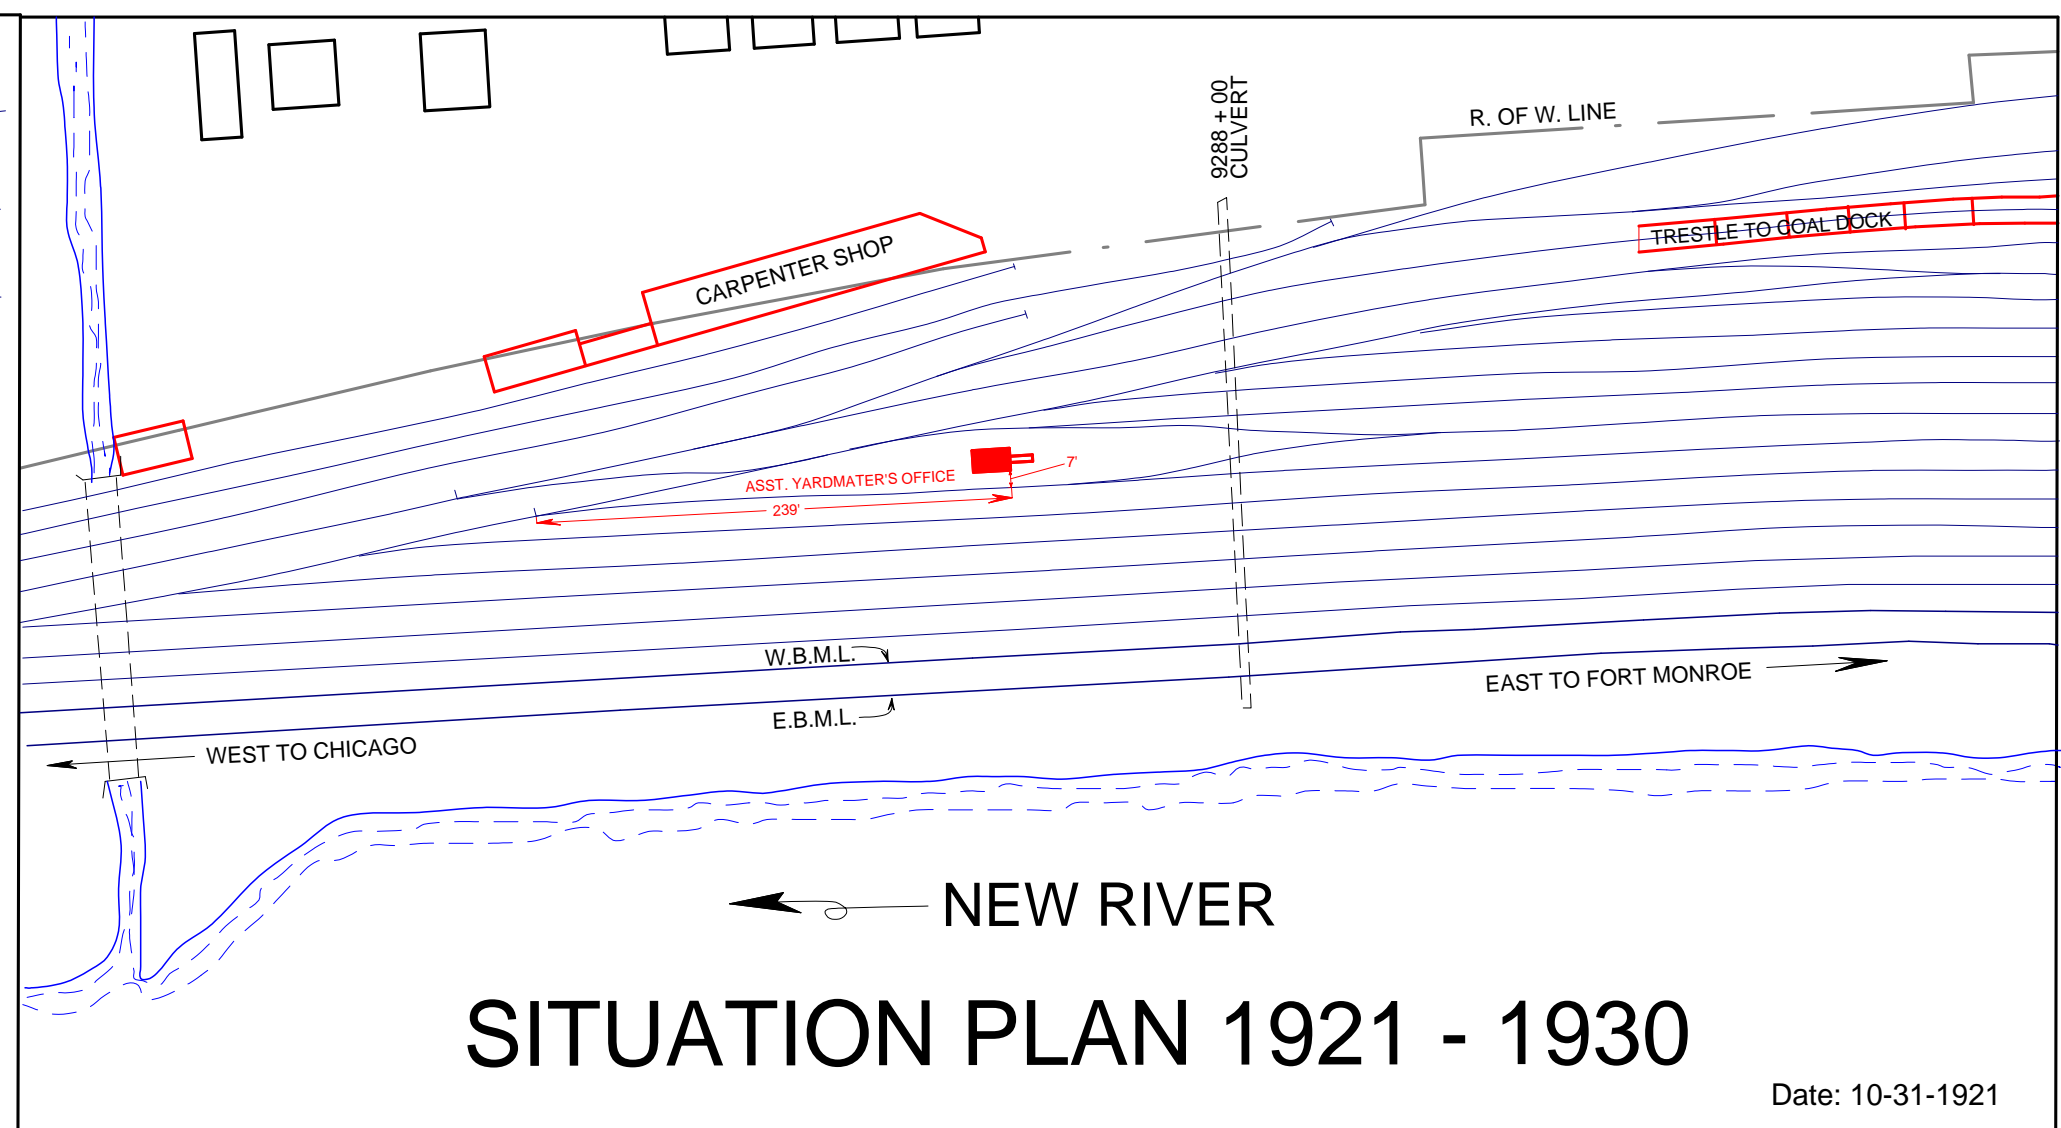 9288 + 00
CULVERT
R. OF W. LINE
TRESTLE TO COAL DOCK
CARPENTER SHOP
7'
ASST. YARDMATER'S OFFICE
239'
W.B.M.L.
E.B.M.L.
EAST TO FORT MONROE
WEST TO CHICAGO
NEW RIVER
SITUATION PLAN 1921 - 1930
Date: 10-31-1921